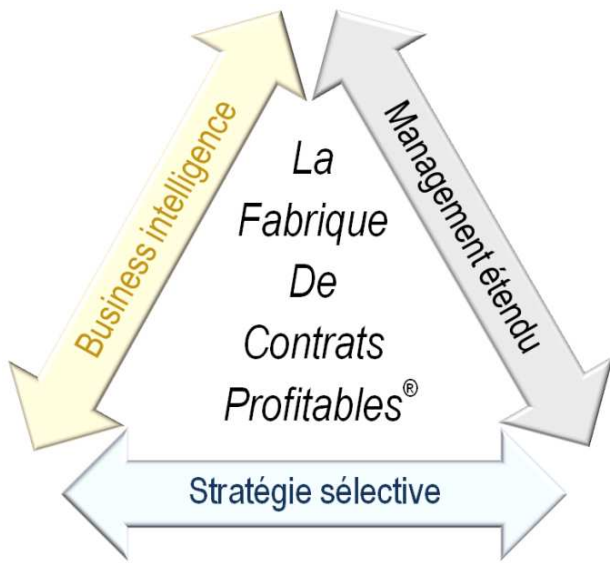 Business intelligence
Management étendu
La
Fabrique
De
Contrats
Profitables®
Stratégie sélective